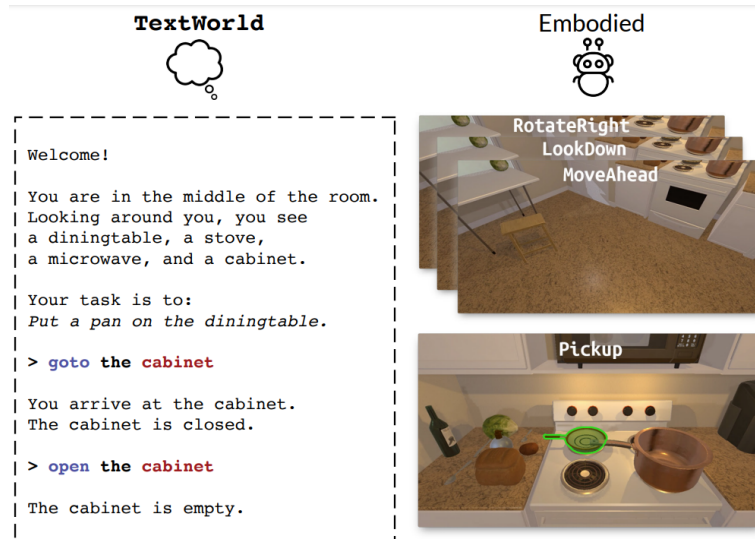 TextWorld
Embodied
Welcome!
You are in the middle of the room.
Looking around you, you see
a diningtable, a stove,
a microwave, and a cabinet.
Your task is to:
Put a pan on the diningtable.
> goto the cabinet
You arrive at the cabinet.
The cabinet is closed.
> open the cabinet
The cabinet is empty.
RotateRight
LookDown
MoveAhead
Pickup